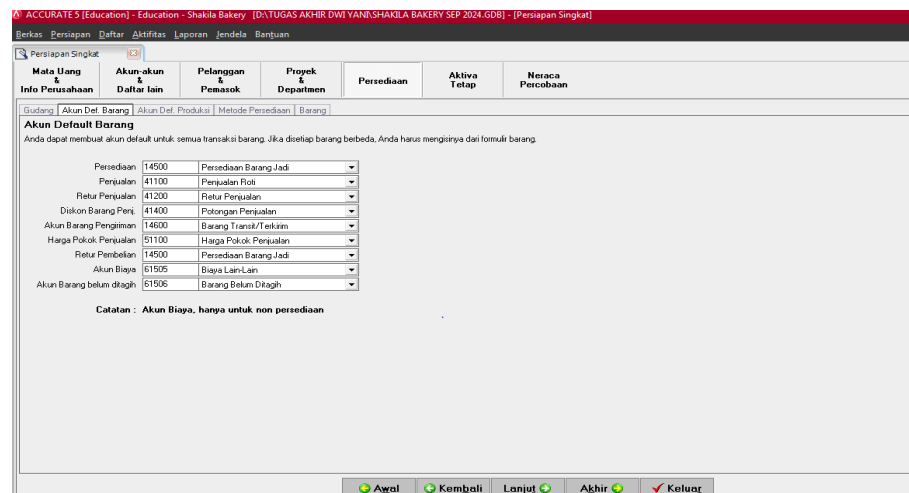 ACCURATE 5 [Education] - Education - Shakila Bakery [D:\TUGAS AKHIR DWI YANI\SHAKILA BAKERY SEP 2024.GDB] - [Persiapan Singkat]
Berkas Persiapan Daftar Aktifitas Laporan Jendela Bantuan
Persiapan Singkat
Mata Uang & Info Perusahaan
Akun-akun & Daftar lain
Pelanggan & Pemasok
Proyek & Departmen
Persediaan
Aktiva Tetap
Neraca Percobaan
Gudang Akun Def. Barang Akun Def. Produksi Metode Persediaan Barang
Akun Default Barang
Anda dapat membuat akun default untuk semua transaksi barang. Jika disetiap barang berbeda, Anda harus mengisinya dari formulir barang.
Persediaan 14500 Persediaan Barang Jadi
Penjualan 41100 Penjualan Roti
Retur Penjualan 41200 Retur Penjualan
Diskon Barang Penj. 41400 Potongan Penjualan
Akun Barang Pengiriman 14600 Barang Transit/Terkirim
Harga Pokok Penjualan 51100 Harga Pokok Penjualan
Retur Pembelian 14500 Persediaan Barang Jadi
Akun Biaya 61505 Biaya Lain-Lain
Akun Barang belum ditagih 61506 Barang Belum Ditagih
Catatan : Akun Biaya, hanya untuk non persediaan
Awal Kembali Lanjut Akhir Keluar